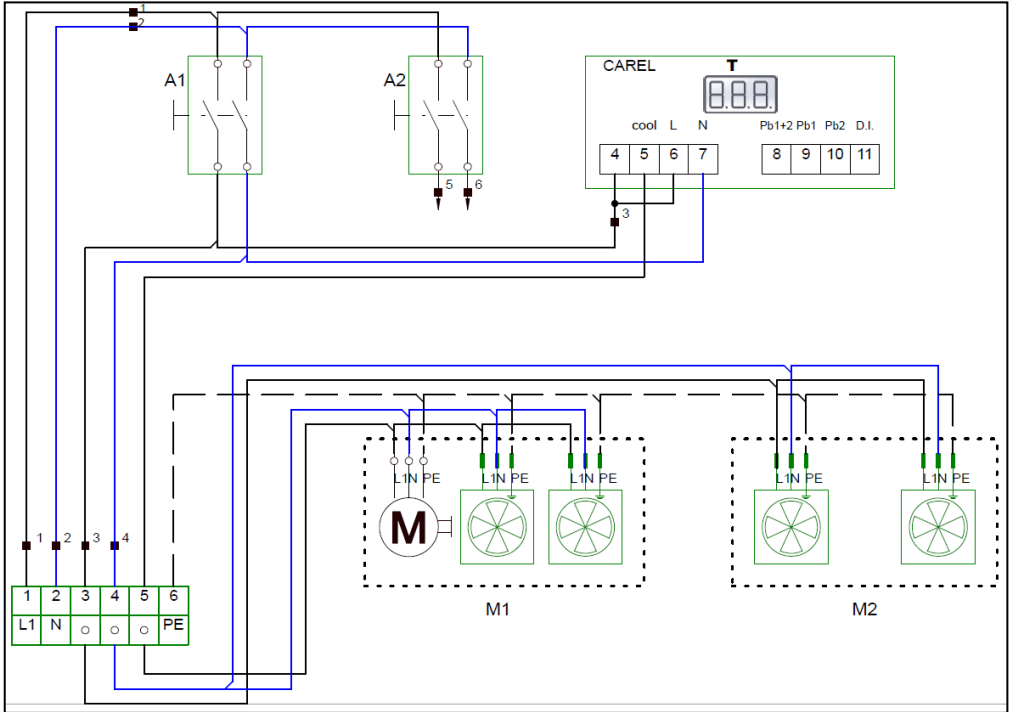 1
2
A1
A2
CAREL
T
8.8.8.
cool L N
Pb1+2 Pb1 Pb2 D.I.
4 5 6 7
8 9 10 11
5 6
3
L1N PE
L1N PE
L1N PE
L1N PE
M
M1
M2
1 2 3 4
1 2 3 4 5 6
L1 N PE